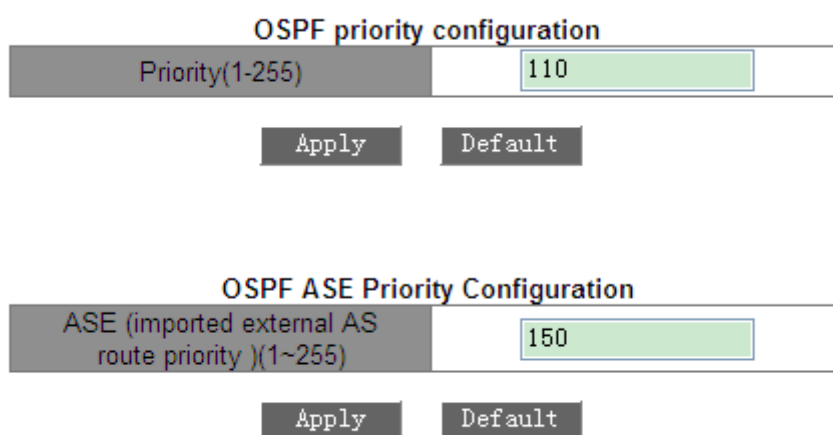 OSPF priority configuration
Priority(1-255) 110
Apply Default
OSPF ASE Priority Configuration
ASE (imported external AS
route priority )(1~255) 150
Apply Default